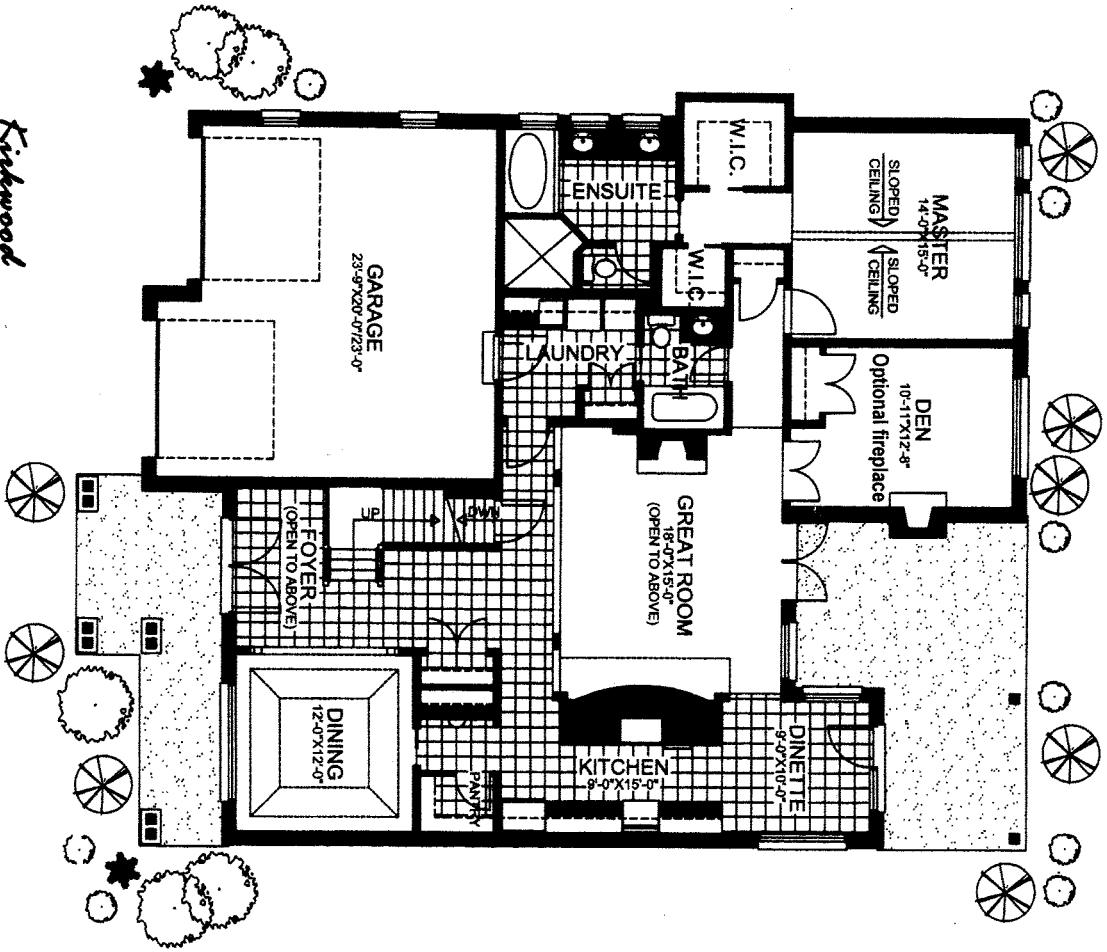 Kirkwood
W.I.C.
SLOPED
CEILING
MASTER
14'-0"X15'-0"
SLOPED
CEILING
ENSUITE
W.I.C
GARAGE
23'-9"X20'-0"/23'-0"
LAUNDRY
BATH
DEN
10'-11"X12'-8"
Optional fireplace
UP
DWN
FOYER
(OPEN TO ABOVE)
GREAT ROOM
18'-0"X15'-0"
(OPEN TO ABOVE)
DINING
12'-0"X12'-0"
PANTRY
KITCHEN
9'-0"X15'-0"
DINETTE
9'-0"X10'-0"